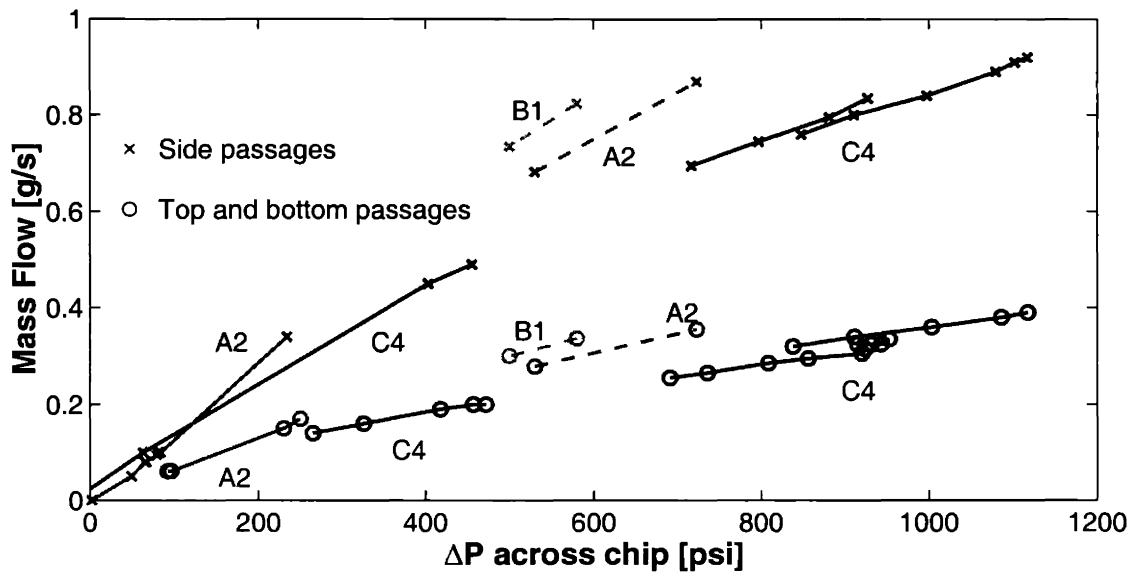 1
0.8
0.6
0.4
0.2
0
Mass Flow [g/s]
B1
A2
C4
× Side passages
○ Top and bottom passages
A2
C4
B1
A2
C4
C4
A2
0 200 400 600 800 1000 1200
ΔP across chip [psi]